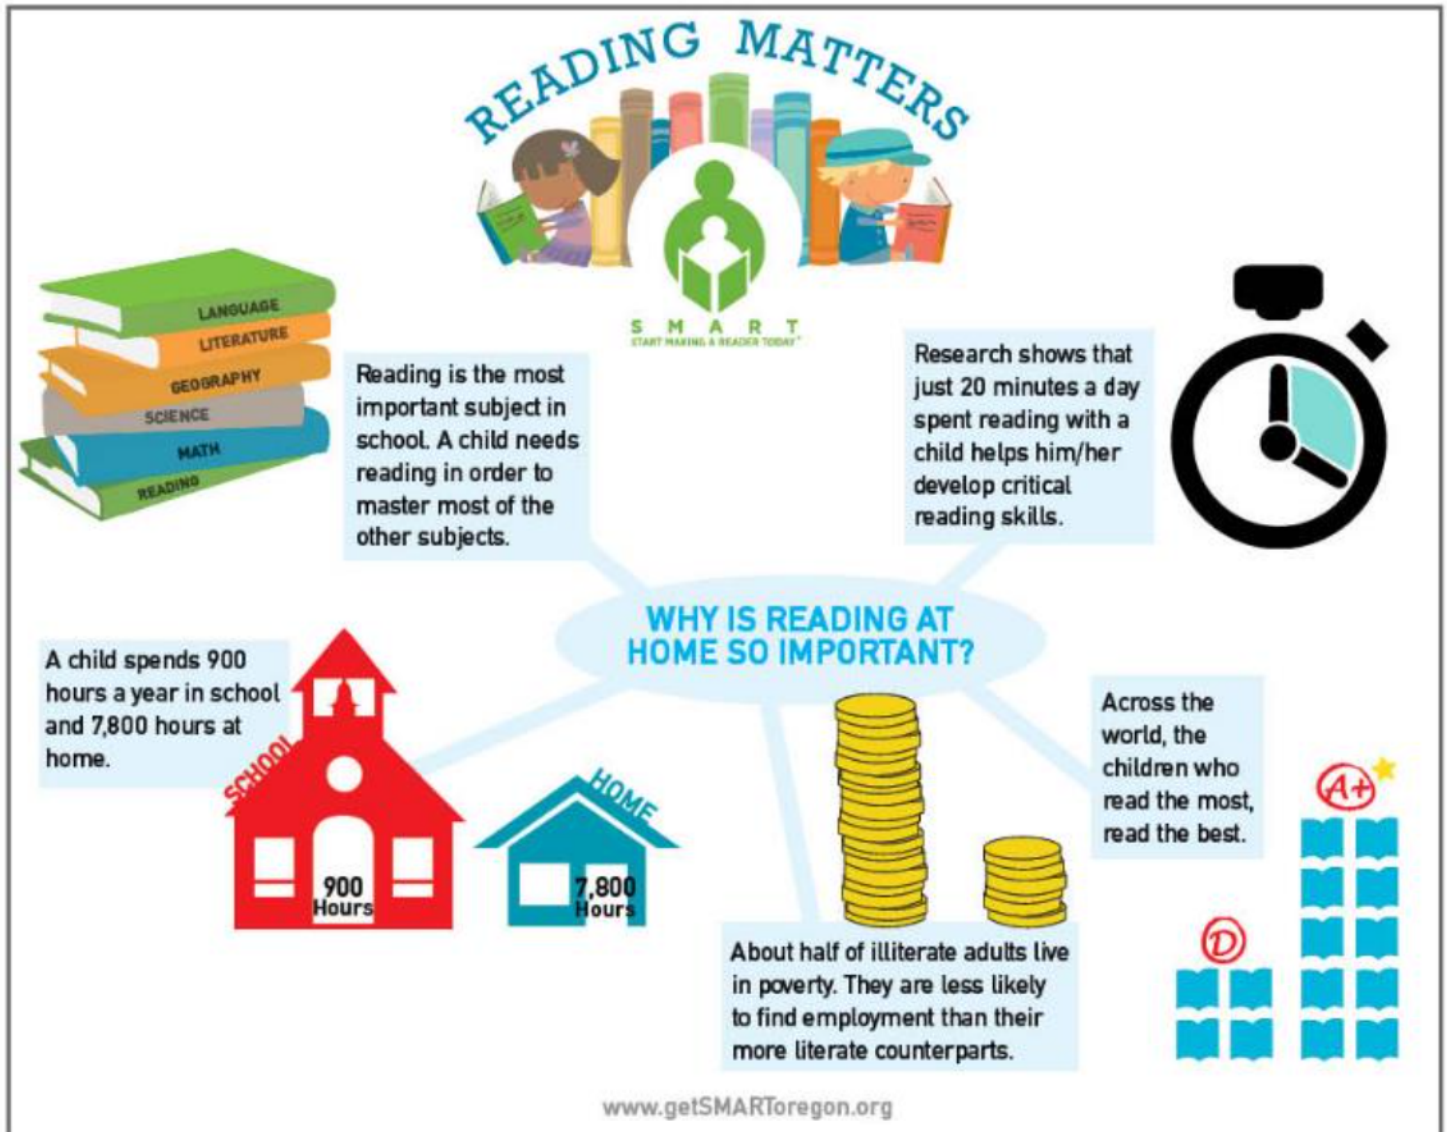 READING MATTERS
S M A R T
START MAKING A READER TODAY
LANGUAGE
LITERATURE
GEOGRAPHY
SCIENCE
MATH
READING
Reading is the most
important subject in
school. A child needs
reading in order to
master most of the
other subjects.
Research shows that
just 20 minutes a day
spent reading with a
child helps him/her
develop critical
reading skills.
WHY IS READING AT
HOME SO IMPORTANT?
A child spends 900
hours a year in school
and 7,800 hours at
home.
SCHOOL
900
Hours
HOME
7,800
Hours
Across the
world, the
children who
read the most,
read the best.
A+
D
About half of illiterate adults live
in poverty. They are less likely
to find employment than their
more literate counterparts.
www.getSMARToregon.org